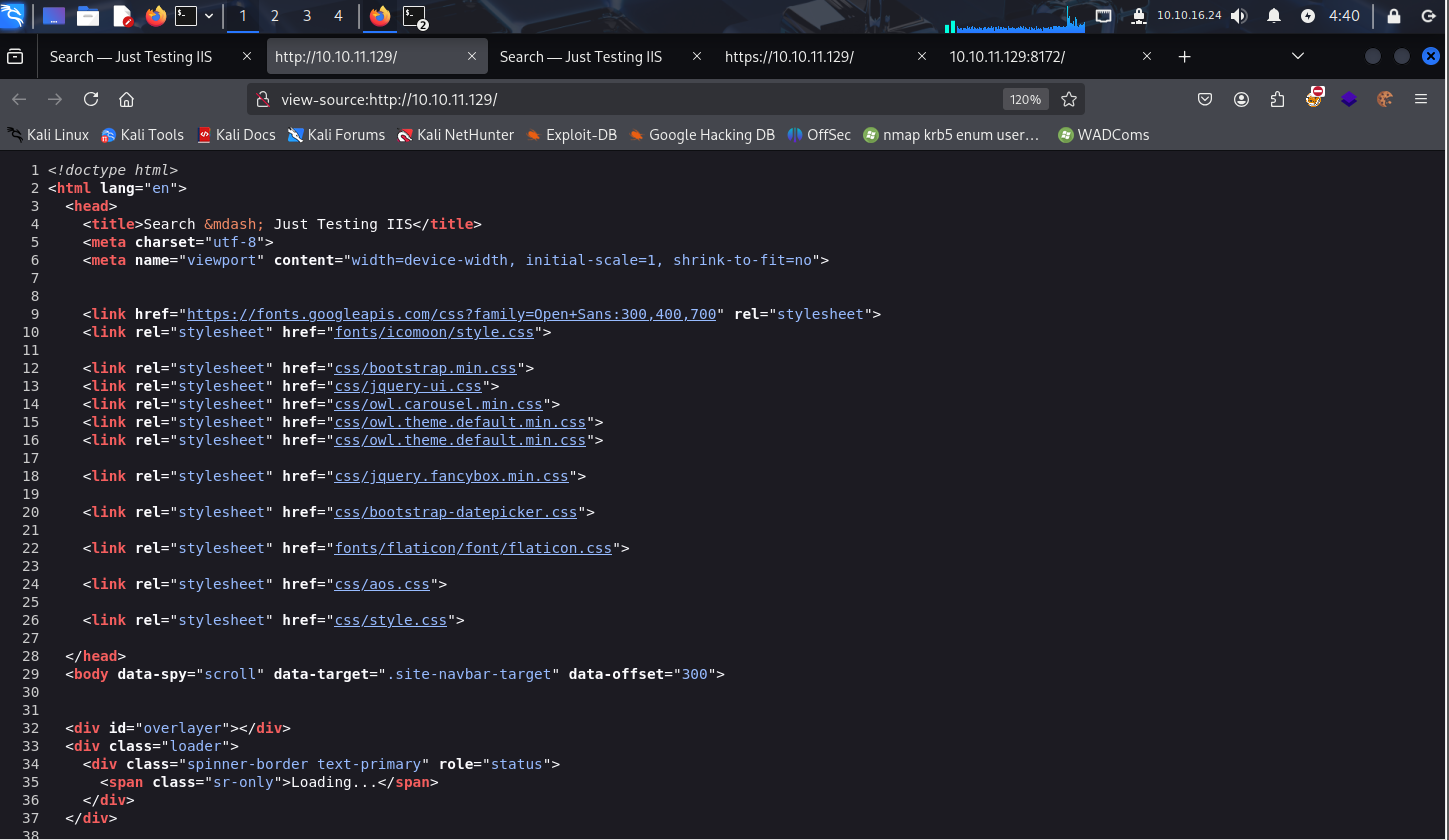 1 2 3 4 2 10.10.16.24 4:40
Search — Just Testing IIS http://10.10.11.129/ Search — Just Testing IIS https://10.10.11.129/ 10.10.11.129:8172/
view-source:http://10.10.11.129/ 120%
Kali Linux Kali Tools Kali Docs Kali Forums Kali NetHunter Exploit-DB Google Hacking DB OffSec nmap krb5 enum user… WADComs
1 <!doctype html>
2 <html lang="en">
3 <head>
4 <title>Search &mdash; Just Testing IIS</title>
5 <meta charset="utf-8">
6 <meta name="viewport" content="width=device-width, initial-scale=1, shrink-to-fit=no">
7
8
9 <link href="https://fonts.googleapis.com/css?family=Open+Sans:300,400,700" rel="stylesheet">
10 <link rel="stylesheet" href="fonts/icomoon/style.css">
11
12 <link rel="stylesheet" href="css/bootstrap.min.css">
13 <link rel="stylesheet" href="css/jquery-ui.css">
14 <link rel="stylesheet" href="css/owl.carousel.min.css">
15 <link rel="stylesheet" href="css/owl.theme.default.min.css">
16 <link rel="stylesheet" href="css/owl.theme.default.min.css">
17
18 <link rel="stylesheet" href="css/jquery.fancybox.min.css">
19
20 <link rel="stylesheet" href="css/bootstrap-datepicker.css">
21
22 <link rel="stylesheet" href="fonts/flaticon/font/flaticon.css">
23
24 <link rel="stylesheet" href="css/aos.css">
25
26 <link rel="stylesheet" href="css/style.css">
27
28 </head>
29 <body data-spy="scroll" data-target=".site-navbar-target" data-offset="300">
30
31
32 <div id="overlayer"></div>
33 <div class="loader">
34 <div class="spinner-border text-primary" role="status">
35 <span class="sr-only">Loading...</span>
36 </div>
37 </div>
38